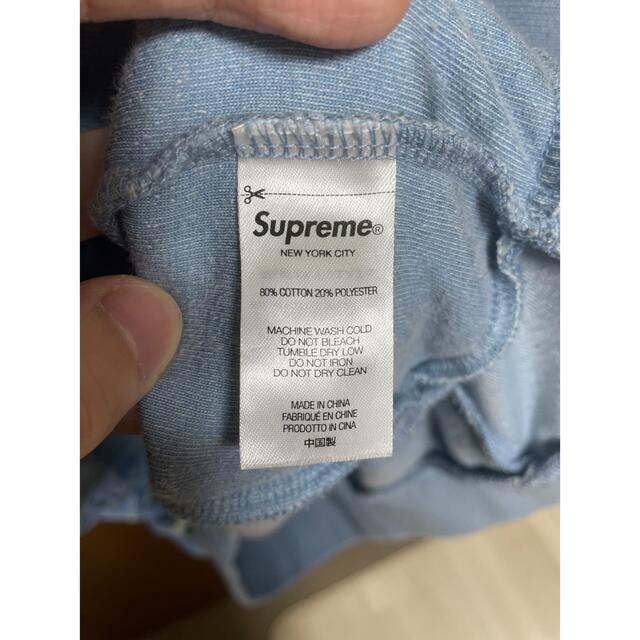 Supreme®
NEW YORK CITY
80% COTTON 20% POLYESTER
MACHINE WASH COLD
DO NOT BLEACH
TUMBLE DRY LOW
DO NOT IRON
DO NOT DRY CLEAN
MADE IN CHINA
FABRIQUÉ EN CHINE
PRODOTTO IN CINA
中国製